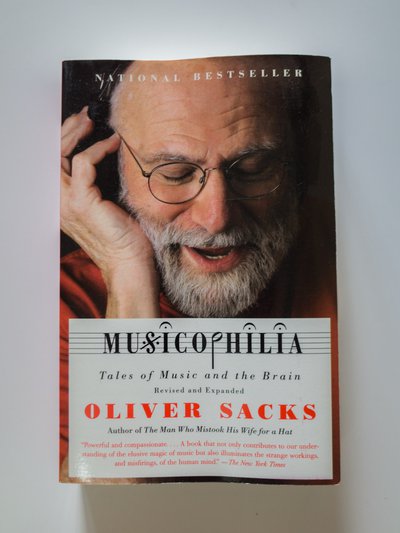 NATIONAL BESTSELLER
MUSICOPHILIA
Tales of Music and the Brain
Revised and Expanded
OLIVER SACKS
Author of The Man Who Mistook His Wife for a Hat
"Powerful and compassionate. . . . A book that not only contributes to our under-
standing of the elusive magic of music but also illuminates the strange workings,
and misfirings, of the human mind." —The New York Times